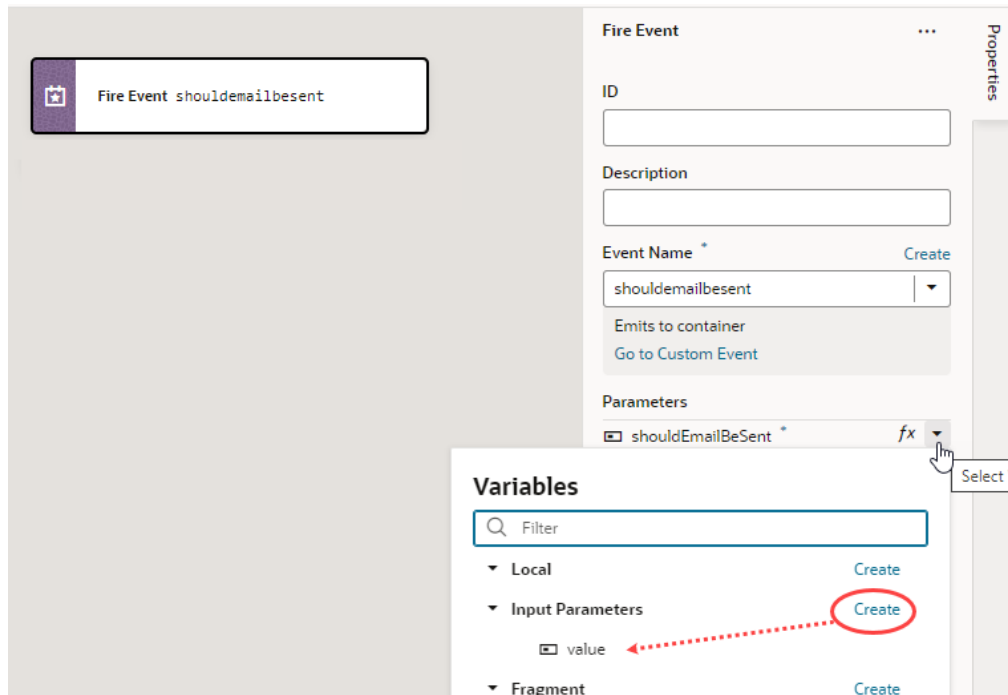 Fire Event
Properties
Fire Event shouldemailbesent
ID
Description
Event Name * Create
shouldemailbesent
Emits to container
Go to Custom Event
Parameters
shouldEmailBeSent * fx
Select
Variables
Filter
Local Create
Input Parameters Create
value
Fragment Create